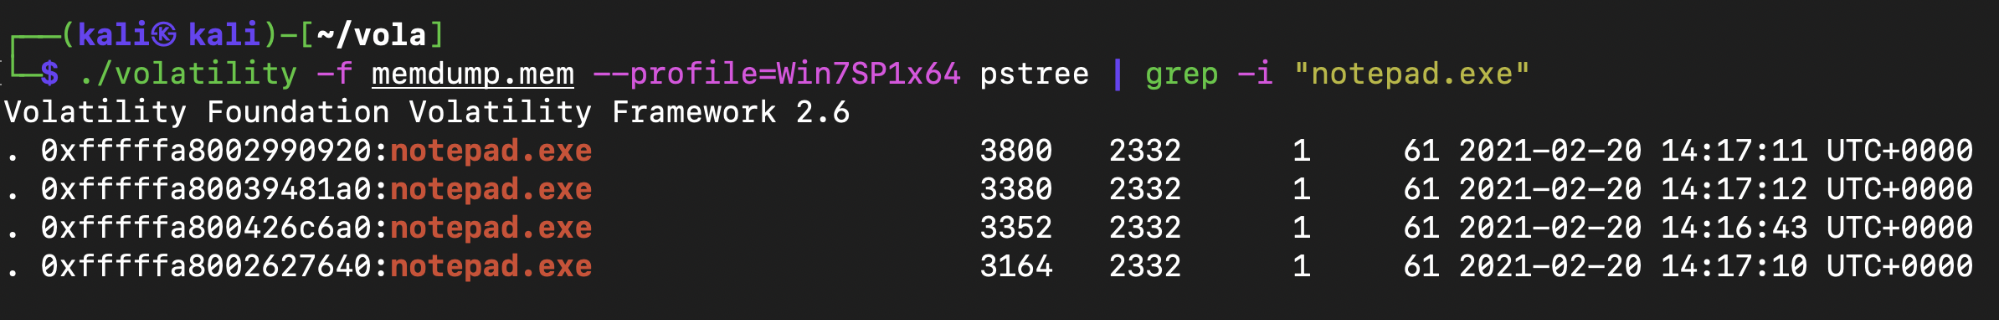 ┌──(kali㉿ kali)-[~/vola]
└─$ ./volatility -f memdump.mem --profile=Win7SP1x64 pstree | grep -i "notepad.exe"
Volatility Foundation Volatility Framework 2.6
. 0xfffffa8002990920:notepad.exe 3800 2332 1 61 2021-02-20 14:17:11 UTC+0000
. 0xfffffa80039481a0:notepad.exe 3380 2332 1 61 2021-02-20 14:17:12 UTC+0000
. 0xfffffa800426c6a0:notepad.exe 3352 2332 1 61 2021-02-20 14:16:43 UTC+0000
. 0xfffffa8002627640:notepad.exe 3164 2332 1 61 2021-02-20 14:17:10 UTC+0000